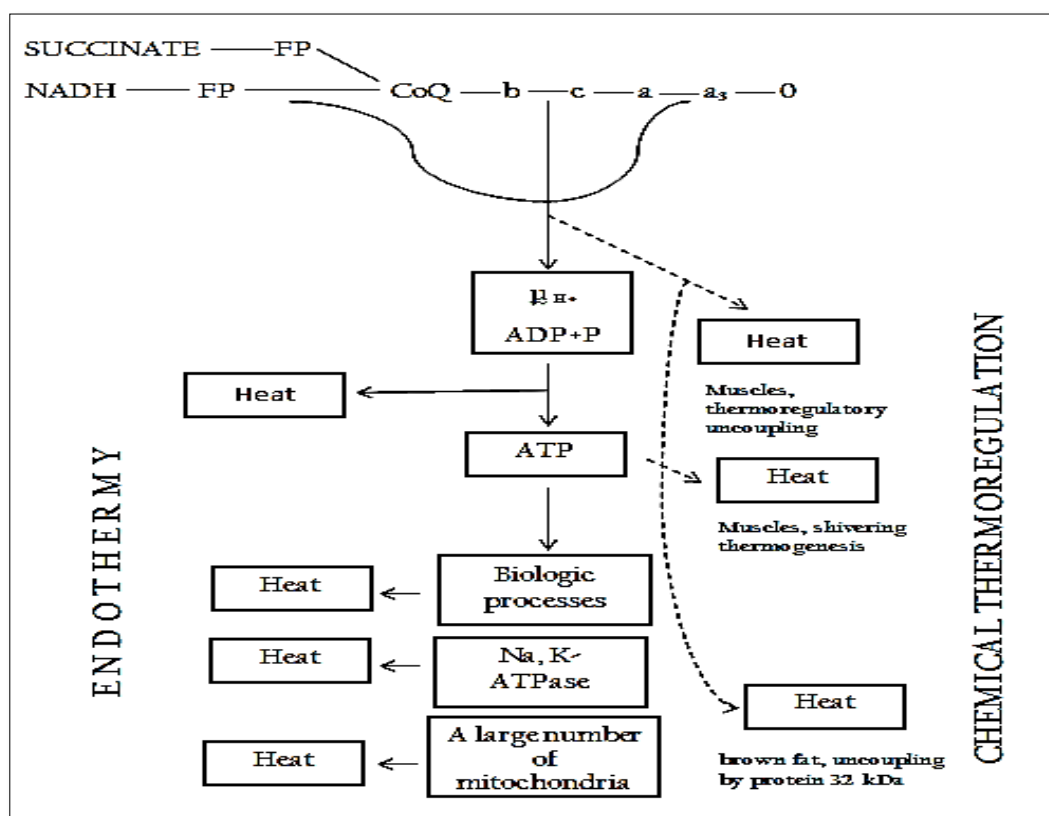 SUCCINATE — FP
NADH — FP — CoQ — b — c — a — a₃ — 0
μ H+
ADP+P
Heat
Muscles,
thermoregulatory
uncoupling
Heat
ATP
Heat
Muscles, shivering
thermogenesis
Heat
Biologic
processes
Heat
Na, K-
ATPase
Heat
brown fat, uncoupling
by protein 32 kDa
Heat
A large number
of
mitochondria
ENDOTHERMY
CHEMICAL THERMOREGULATION